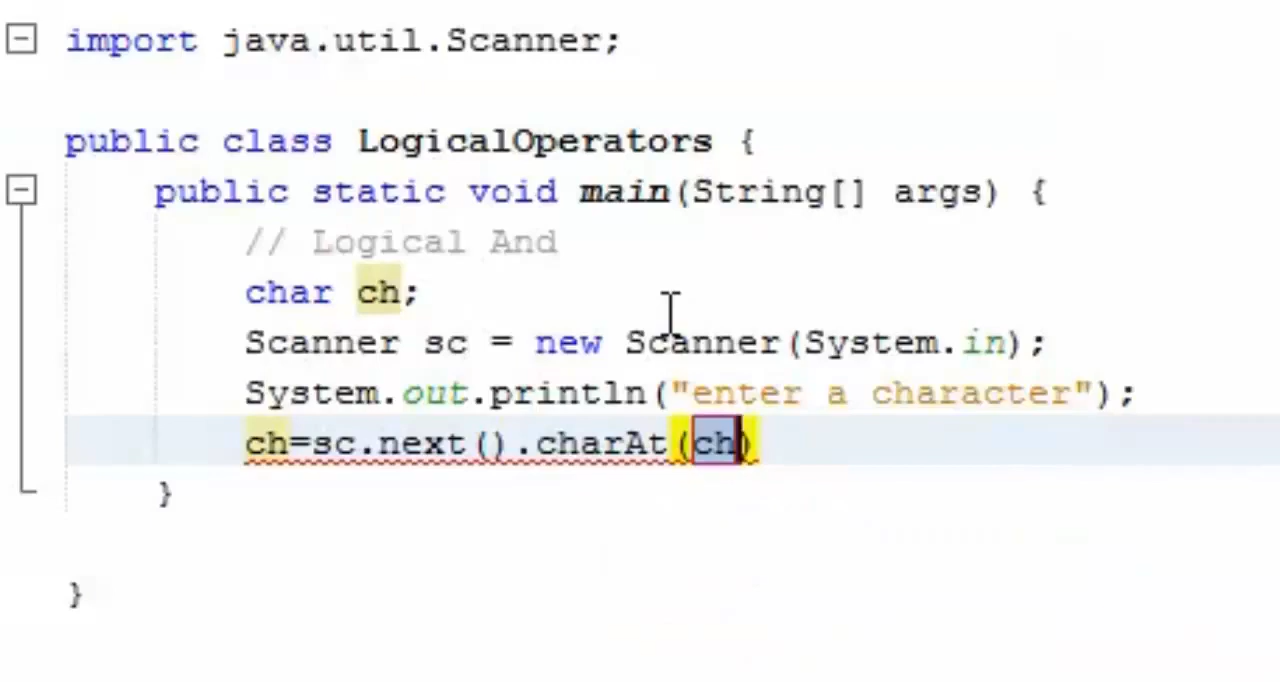 import java.util.Scanner;
public class LogicalOperators {
public static void main(String[] args) {
// Logical And
char ch;
Scanner sc = new Scanner(System.in);
System.out.println("enter a character");
ch=sc.next().charAt(ch)
}
}